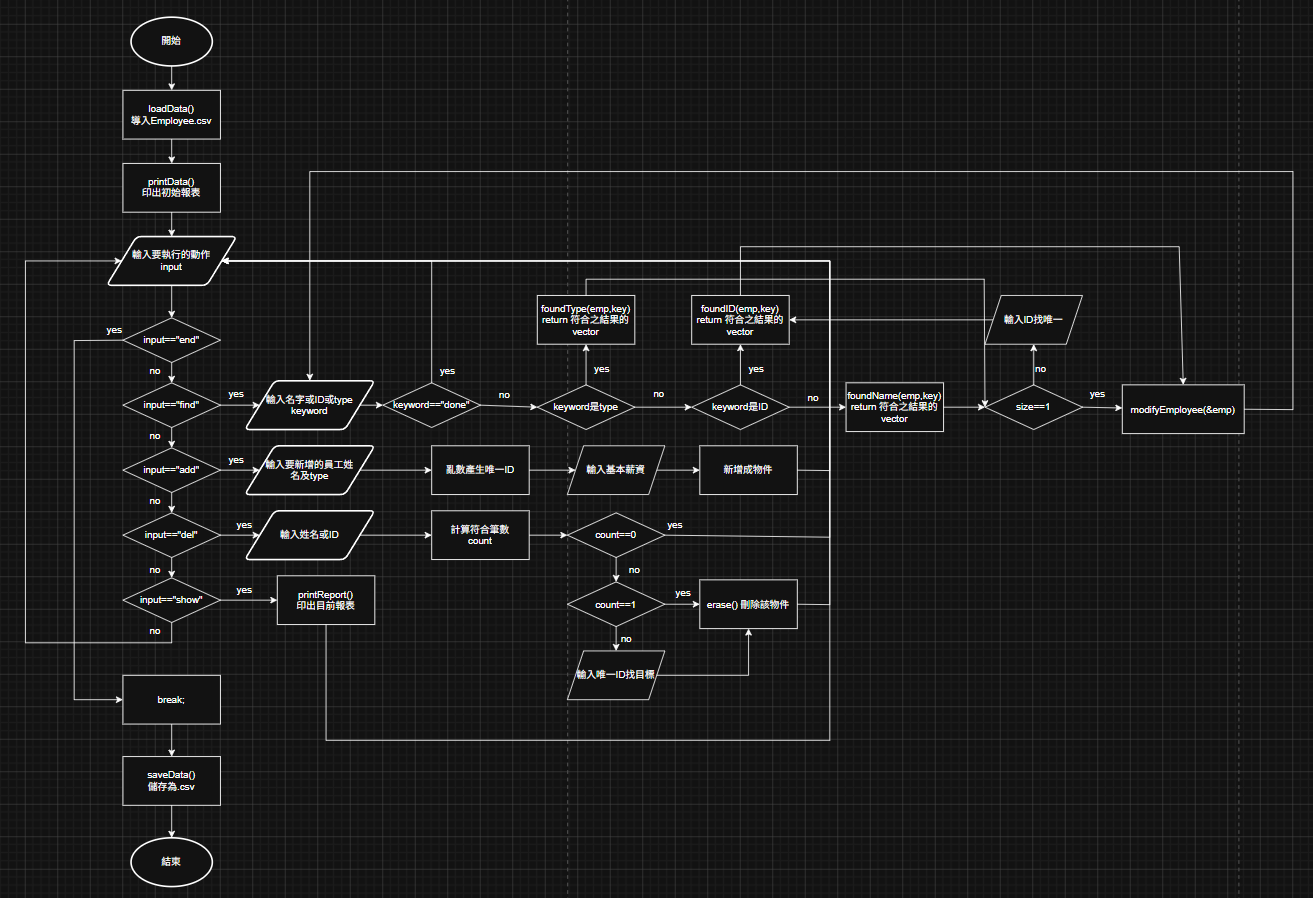 開始
loadData()
導入Employee.csv
printData()
印出初始報表
輸入要執行的動作
input
yes
input=="end"
no
input=="find"
yes
輸入名字或ID或type
keyword
keyword=="done"
yes
no
keyword是type
yes
foundType(emp,key)
return 符合之結果的
vector
no
keyword是ID
yes
foundID(emp,key)
return 符合之結果的
vector
no
foundName(emp,key)
return 符合之結果的
vector
size==1
no
輸入ID找唯一
yes
modifyEmployee(&emp)
no
input=="add"
yes
輸入要新增的員工姓
名及type
亂數產生唯一ID
輸入基本薪資
新增成物件
no
input=="del"
yes
輸入姓名或ID
計算符合筆數
count
count==0
yes
no
count==1
yes
erase() 刪除該物件
no
輸入唯一ID找目標
no
input=="show"
yes
printReport()
印出目前報表
no
break;
saveData()
儲存為.csv
結束